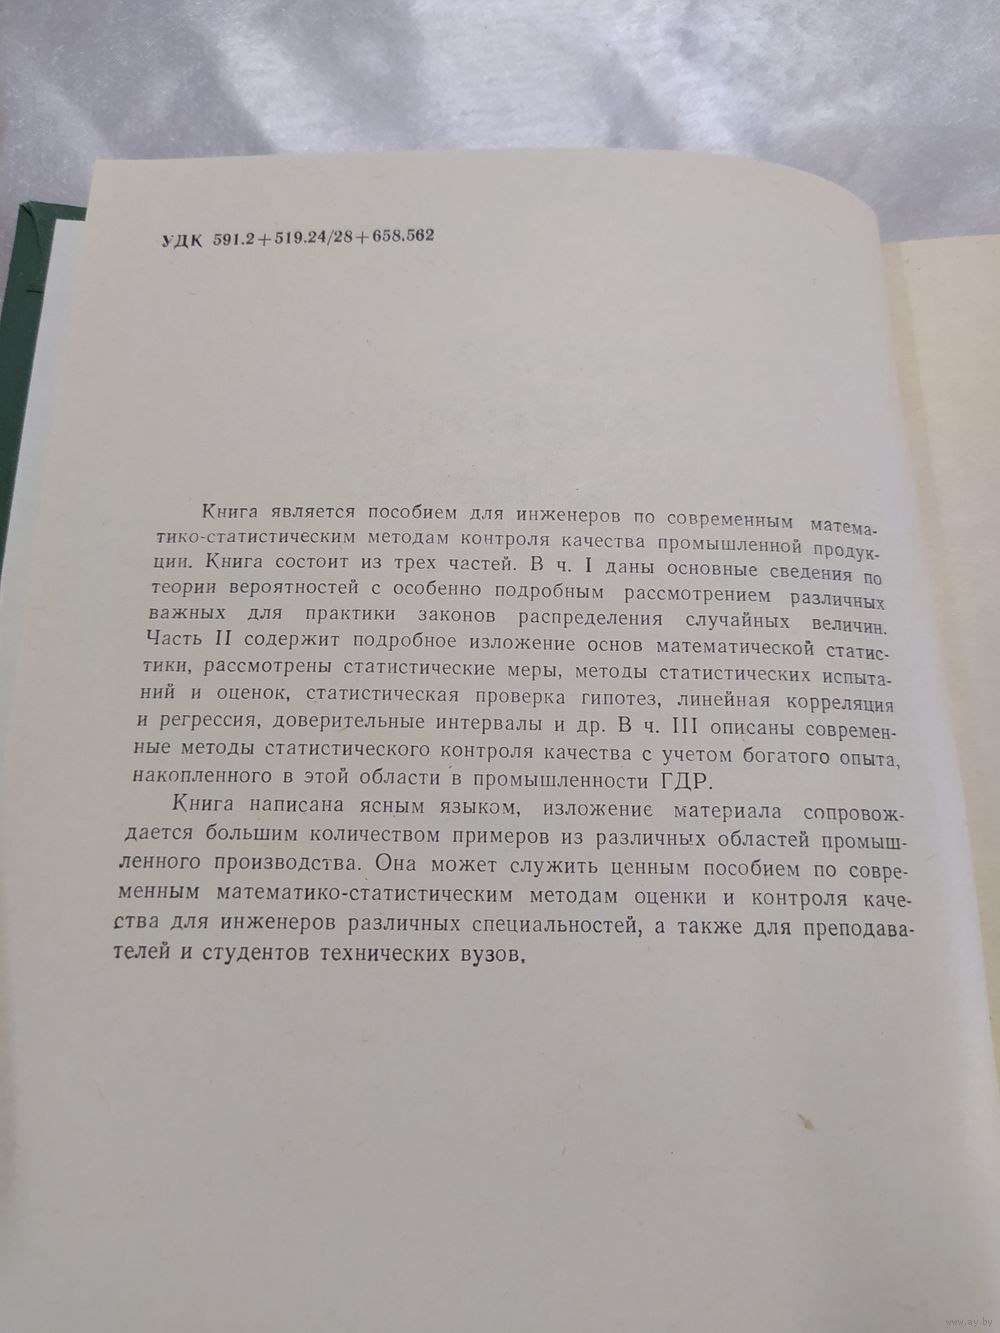 УДК 591.2+519.24/28+658.562
Книга является пособием для инженеров по современным матема-
тико-статистическим методам контроля качества промышленной продук-
ции. Книга состоит из трех частей. В ч. I даны основные сведения по
теории вероятностей с особенно подробным рассмотрением различных
важных для практики законов распределения случайных величин.
Часть II содержит подробное изложение основ математической статис-
тики, рассмотрены статистические меры, методы статистических испыта-
ний и оценок, статистическая проверка гипотез, линейная корреляция
и регрессия, доверительные интервалы и др. В ч. III описаны современ-
ные методы статистического контроля качества с учетом богатого опыта,
накопленного в этой области в промышленности ГДР.
Книга написана ясным языком, изложение материала сопровож-
дается большим количеством примеров из различных областей промыш-
ленного производства. Она может служить ценным пособием по совре-
менным математико-статистическим методам оценки и контроля каче-
ства для инженеров различных специальностей, а также для преподава-
телей и студентов технических вузов.
www.ay.by